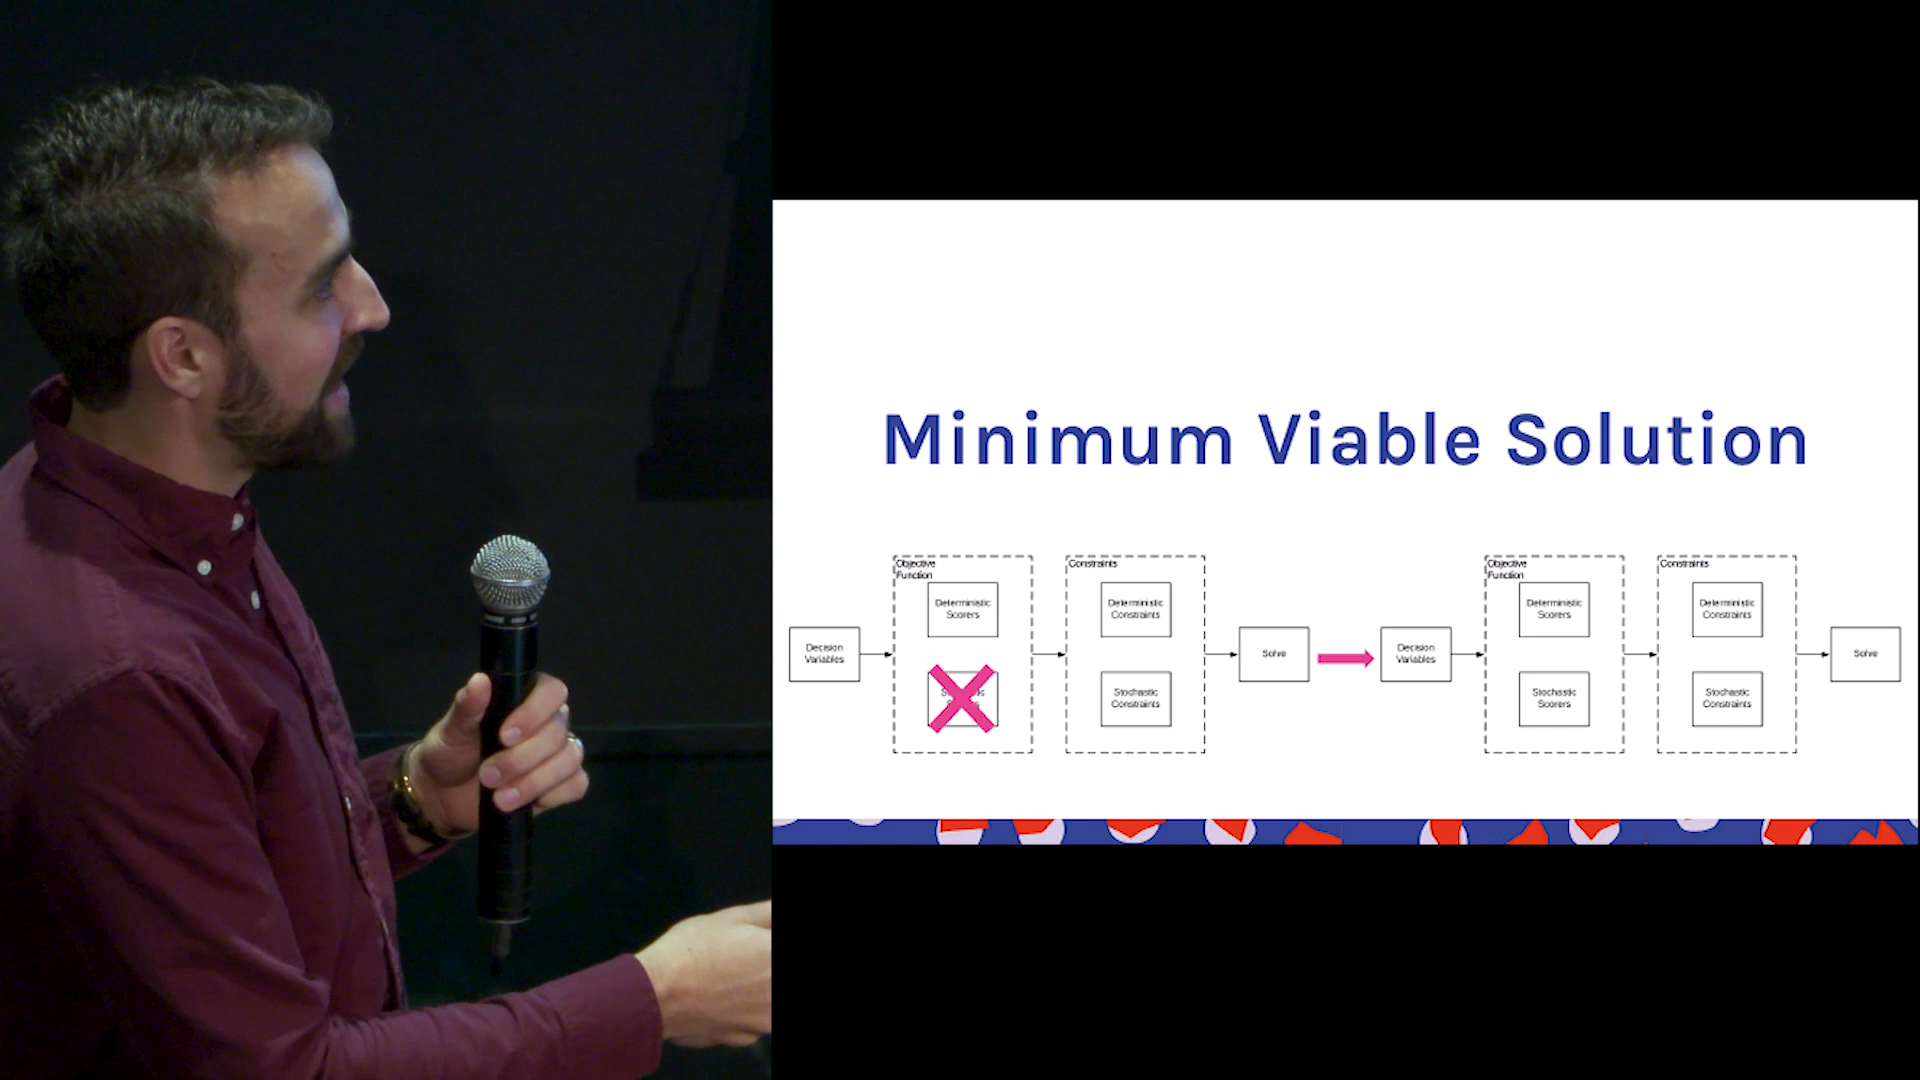 Minimum Viable Solution
Objective
Function
Deterministic
Scorers
Constraints
Deterministic
Constraints
Decision
Variables
Stochastic
Constraints
Solve
Decision
Variables
Objective
Function
Deterministic
Scorers
Stochastic
Scorers
Constraints
Deterministic
Constraints
Stochastic
Constraints
Solve